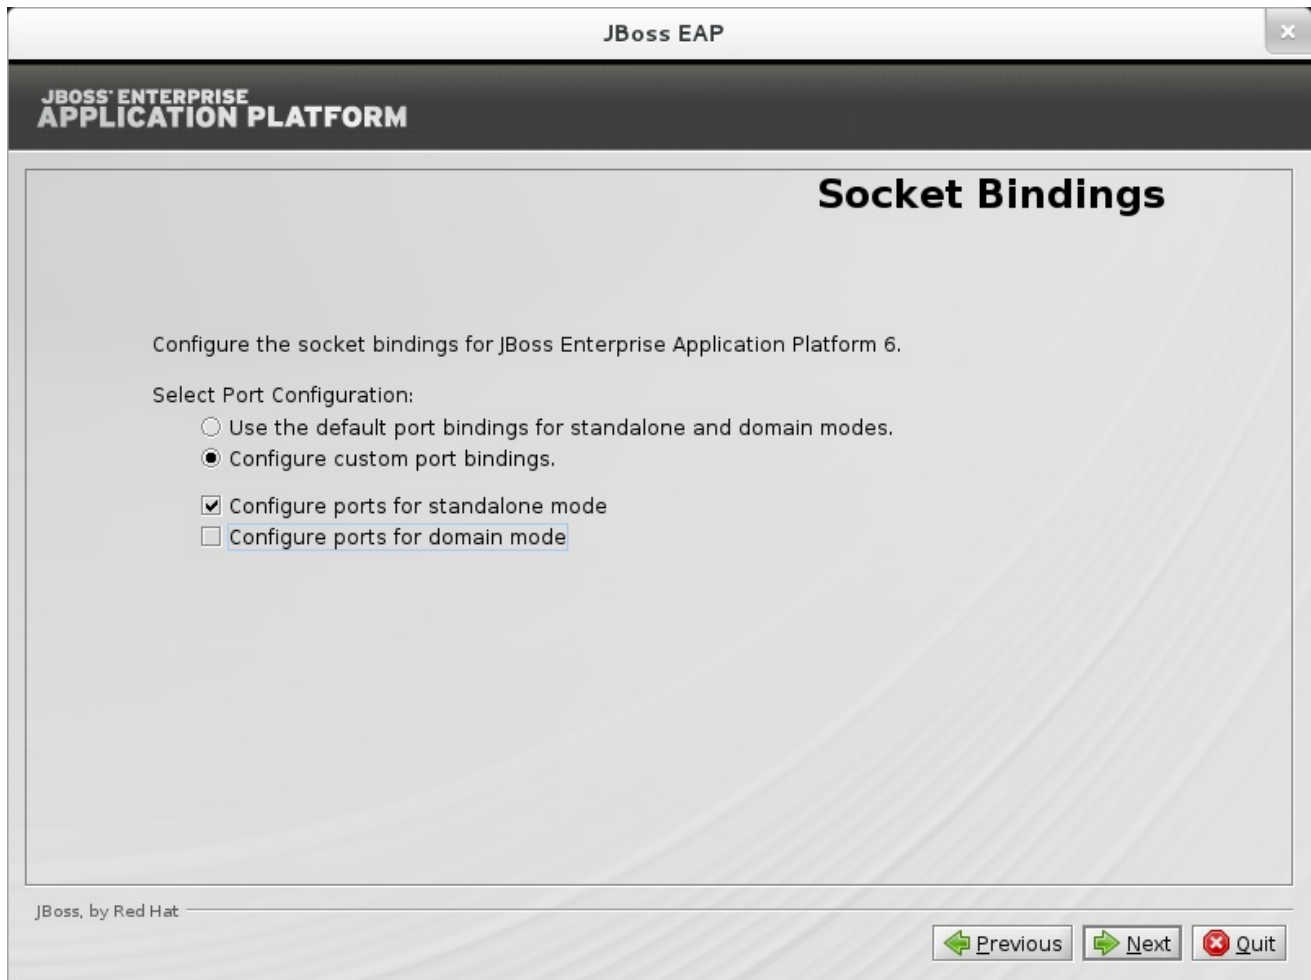 JBoss EAP
JBOSS® ENTERPRISE
APPLICATION PLATFORM
Socket Bindings
Configure the socket bindings for JBoss Enterprise Application Platform 6.
Select Port Configuration:
Use the default port bindings for standalone and domain modes.
Configure custom port bindings.
Configure ports for standalone mode
Configure ports for domain mode
JBoss, by Red Hat
Previous Next Quit